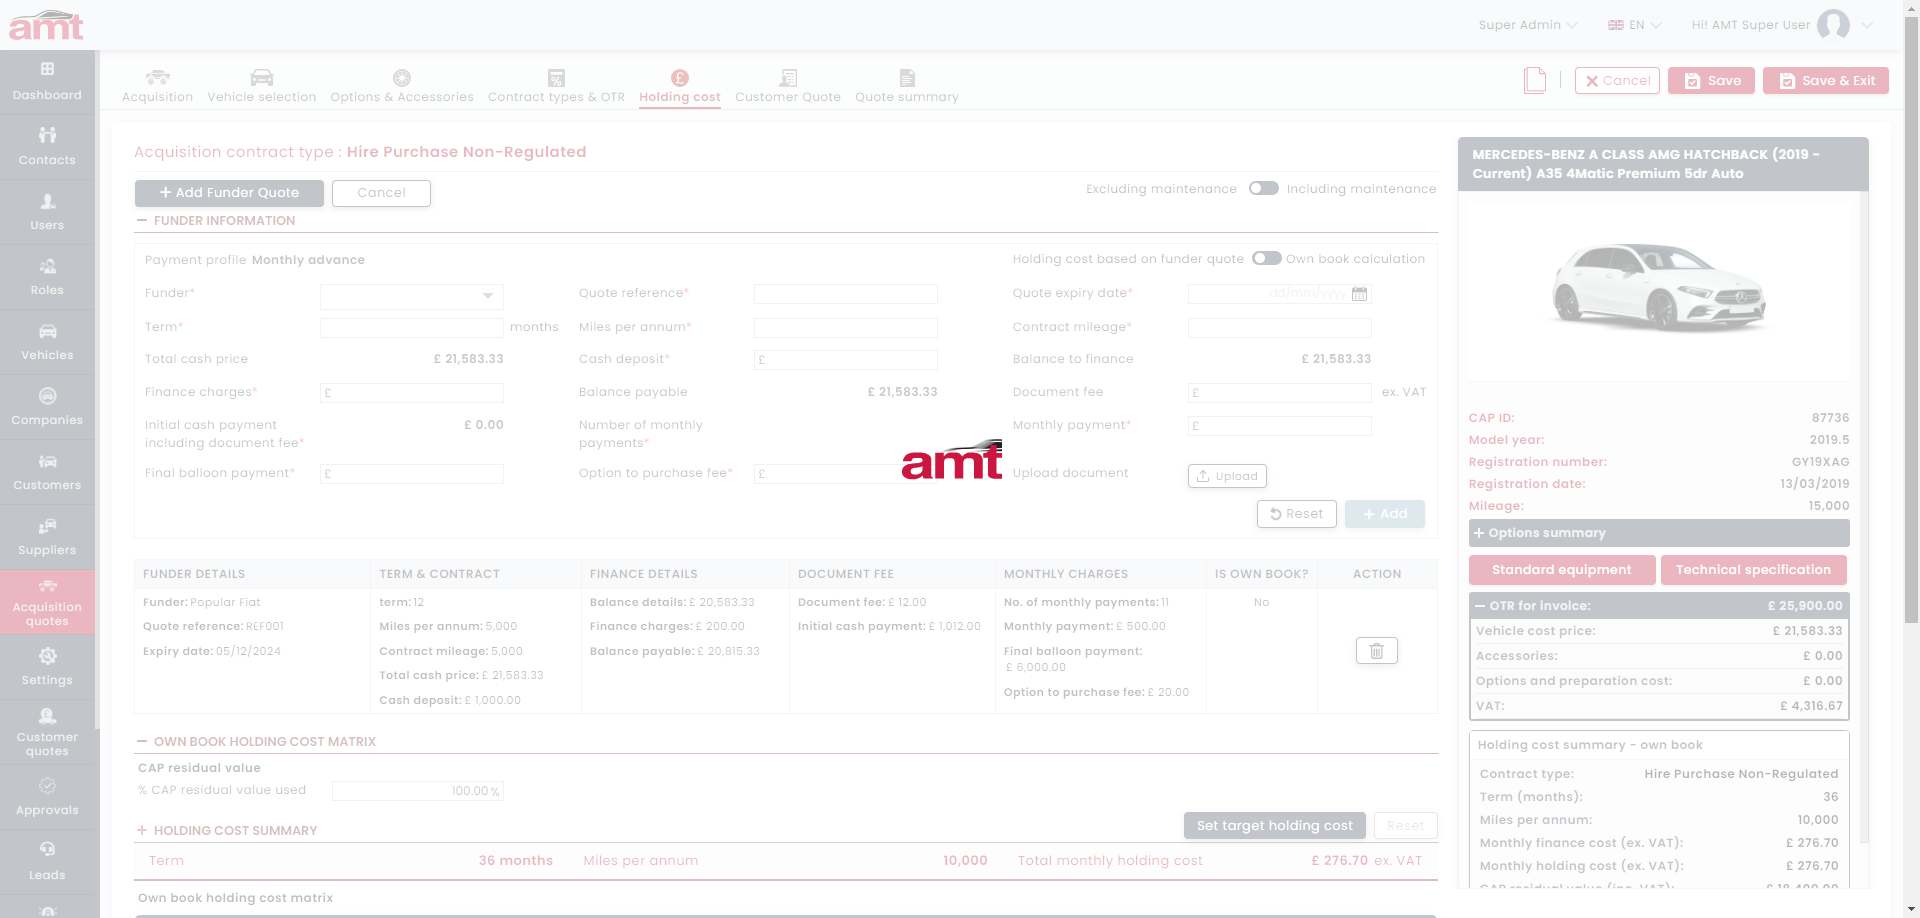 amt
Super Admin
EN
Hi! AMT Super User
Dashboard
Contacts
Users
Roles
Vehicles
Companies
Customers
Suppliers
Acquisition
quotes
Settings
Customer
quotes
Approvals
Leads
Acquisition
Vehicle selection
Options & Accessories
Contract types & OTR
Holding cost
Customer Quote
Quote summary
Cancel
Save
Save & Exit
Acquisition contract type : Hire Purchase Non-Regulated
+ Add Funder Quote
Cancel
Excluding maintenance
Including maintenance
FUNDER INFORMATION
Payment profile Monthly advance
Holding cost based on funder quote
Own book calculation
Funder*
Quote reference*
Quote expiry date*
dd/mm/yyyy
Term*
months
Miles per annum*
Contract mileage*
Total cash price
£ 21,583.33
Cash deposit*
£
Balance to finance
£ 21,583.33
Finance charges*
£
Balance payable
£ 21,583.33
Document fee
£
ex. VAT
Initial cash payment
including document fee*
£ 0.00
Number of monthly
payments*
Monthly payment*
£
amt
Final balloon payment*
£
Option to purchase fee*
£
Upload document
Upload
Reset
+ Add
FUNDER DETAILS
TERM & CONTRACT
FINANCE DETAILS
DOCUMENT FEE
MONTHLY CHARGES
IS OWN BOOK?
ACTION
Funder: Popular Fiat
Quote reference: REF001
Expiry date: 05/12/2024
term: 12
Miles per annum: 5,000
Contract mileage: 5,000
Total cash price: £ 21,583.33
Cash deposit: £ 1,000.00
Balance details: £ 20,583.33
Finance charges: £ 200.00
Balance payable: £ 20,815.33
Document fee: £ 12.00
Initial cash payment: £ 1,012.00
No. of monthly payments: 11
Monthly payment: £ 500.00
Final balloon payment:
£ 6,000.00
Option to purchase fee: £ 20.00
No
OWN BOOK HOLDING COST MATRIX
CAP residual value
% CAP residual value used
100.00 %
HOLDING COST SUMMARY
Set target holding cost
Reset
Term
36 months
Miles per annum
10,000
Total monthly holding cost
£ 276.70 ex. VAT
Own book holding cost matrix
MERCEDES-BENZ A CLASS AMG HATCHBACK (2019 -
Current) A35 4Matic Premium 5dr Auto
CAP ID:
87736
Model year:
2019.5
Registration number:
GY19XAG
Registration date:
13/03/2019
Mileage:
15,000
+ Options summary
Standard equipment
Technical specification
OTR for invoice:
£ 25,900.00
Vehicle cost price:
£ 21,583.33
Accessories:
£ 0.00
Options and preparation cost:
£ 0.00
VAT:
£ 4,316.67
Holding cost summary - own book
Contract type:
Hire Purchase Non-Regulated
Term (months):
36
Miles per annum:
10,000
Monthly finance cost (ex. VAT):
£ 276.70
Monthly holding cost (ex. VAT):
£ 276.70
CAP residual value (inc. VAT):
£ 18,400.00